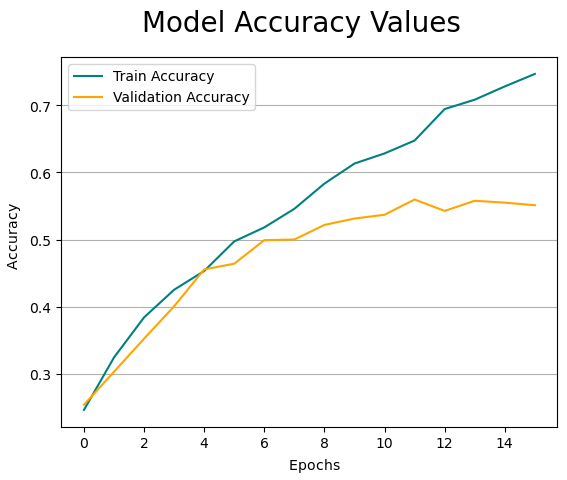 Model Accuracy Values
Train Accuracy
Validation Accuracy
0.7
0.6
0.5
0.4
0.3
Accuracy
0 2 4 6 8 10 12 14
Epochs